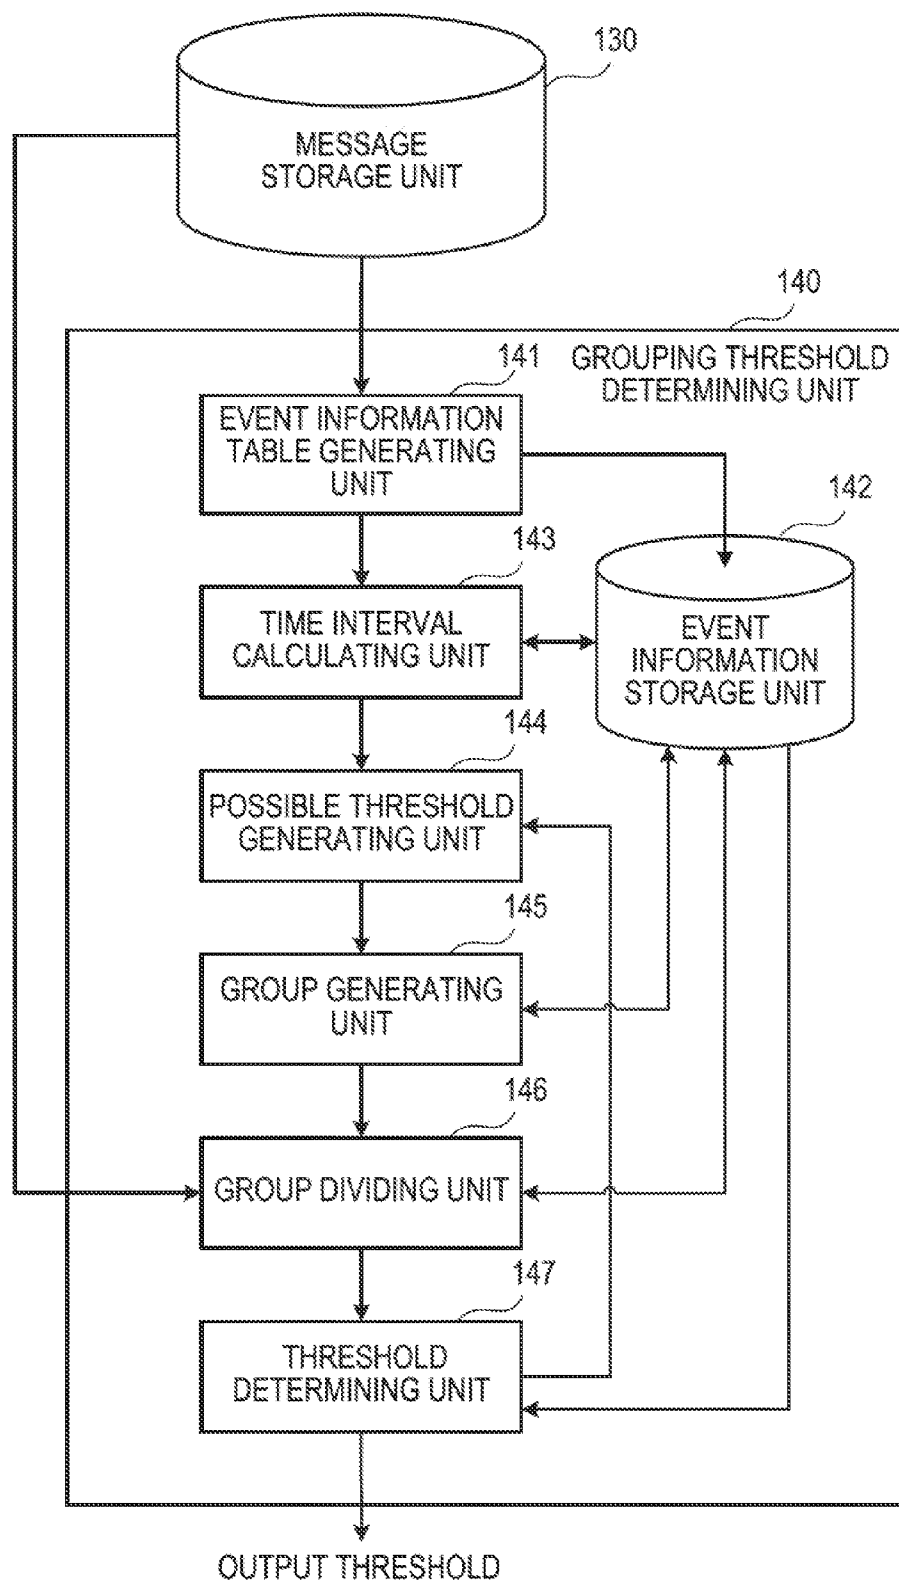 130
MESSAGE
STORAGE UNIT
140
GROUPING THRESHOLD
DETERMINING UNIT
141
EVENT INFORMATION
TABLE GENERATING
UNIT
142
EVENT
INFORMATION
STORAGE UNIT
143
TIME INTERVAL
CALCULATING UNIT
144
POSSIBLE THRESHOLD
GENERATING UNIT
145
GROUP GENERATING
UNIT
146
GROUP DIVIDING UNIT
147
THRESHOLD
DETERMINING UNIT
OUTPUT THRESHOLD